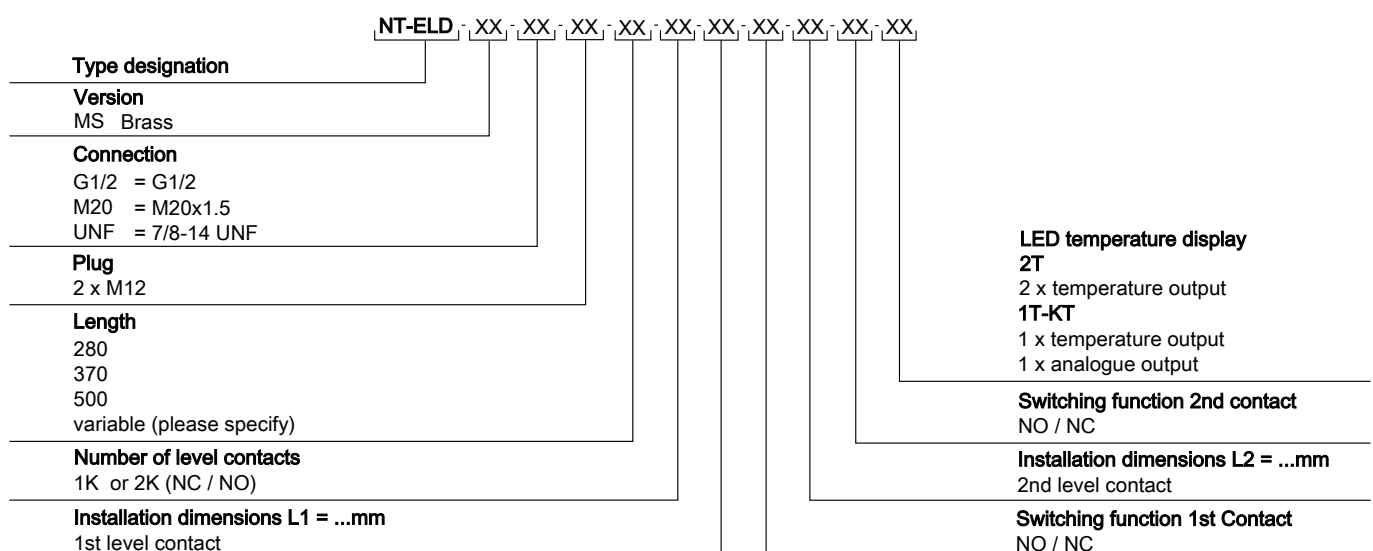 NT-ELD - XX - XX - XX - XX - XX - XX - XX - XX - XX - XX
Type designation
Version
MS Brass
Connection
G1/2 = G1/2
M20 = M20x1.5
UNF = 7/8-14 UNF
Plug
2 x M12
Length
280
370
500
variable (please specify)
Number of level contacts
1K or 2K (NC / NO)
Installation dimensions L1 = ...mm
1st level contact
LED temperature display
2T
2 x temperature output
1T-KT
1 x temperature output
1 x analogue output
Switching function 2nd contact
NO / NC
Installation dimensions L2 = ...mm
2nd level contact
Switching function 1st Contact
NO / NC